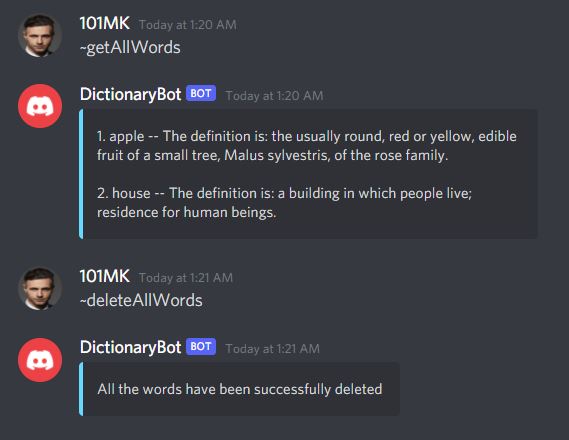 101MK Today at 1:20 AM
~getAllWords
DictionaryBot BOT Today at 1:20 AM
1. apple -- The definition is: the usually round, red or yellow, edible
fruit of a small tree, Malus sylvestris, of the rose family.
2. house -- The definition is: a building in which people live;
residence for human beings.
101MK Today at 1:21 AM
~deleteAllWords
DictionaryBot BOT Today at 1:21 AM
All the words have been successfully deleted